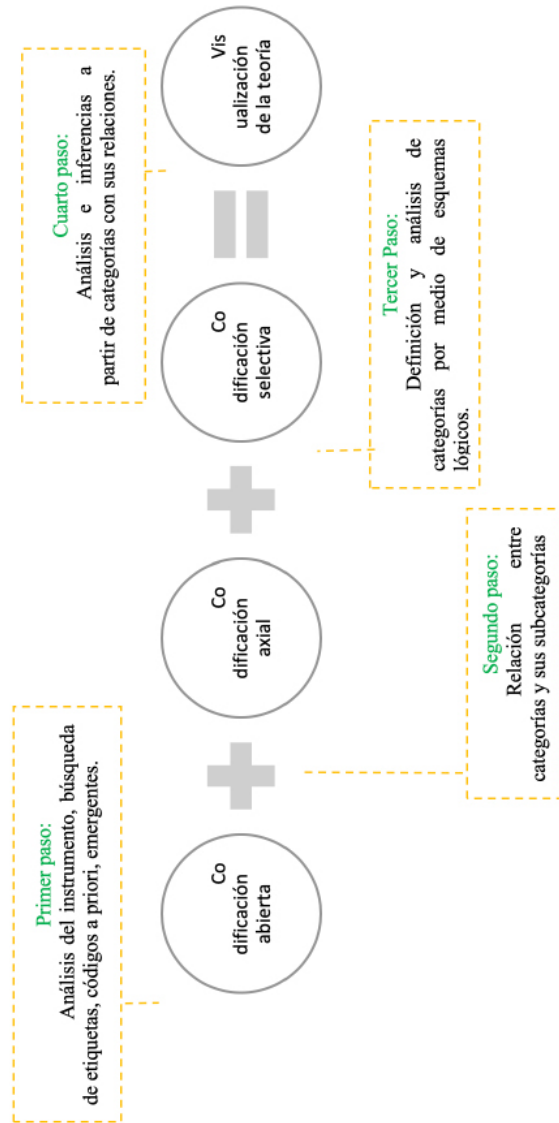 Primer paso:
Análisis del instrumento, búsqueda
de etiquetas, códigos a priori, emergentes.
Cuarto paso:
Análisis e inferencias a
partir de categorías con sus relaciones.
Co
dificación
abierta
Co
dificación
axial
Co
dificación
selectiva
Vis
ualización
de la teoría
Segundo paso:
Relación entre
categorías y sus subcategorías
Tercer Paso:
Definición y análisis de
categorías por medio de esquemas
lógicos.